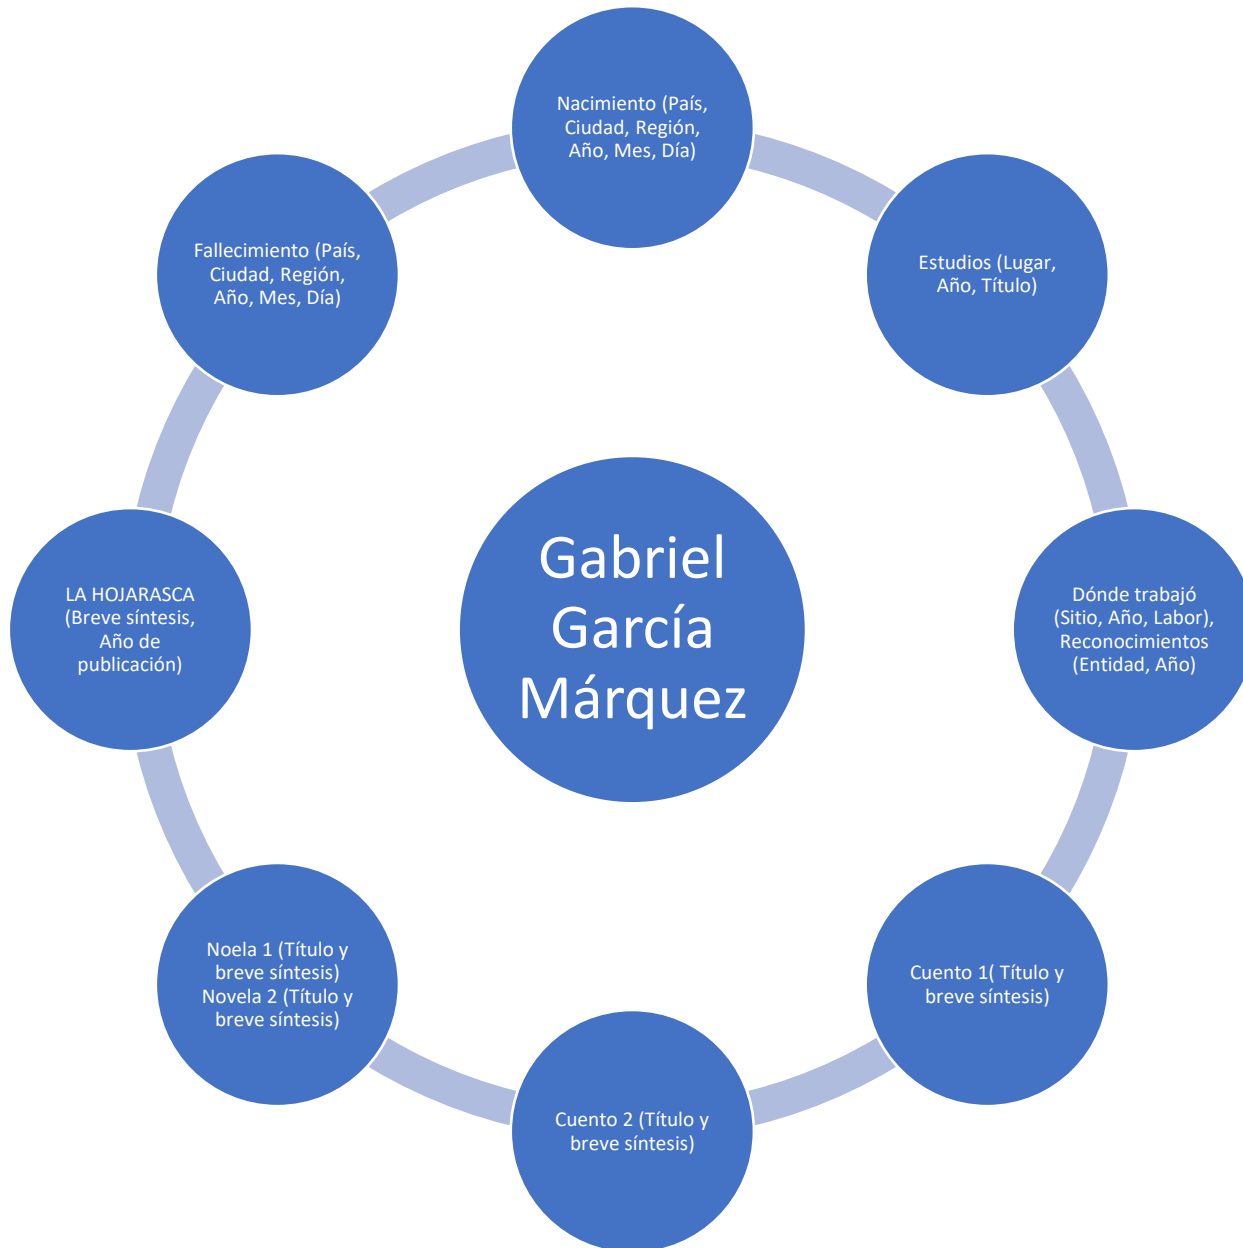 Nacimiento (País,
Ciudad, Región,
Año, Mes, Día)
Estudios (Lugar,
Año, Título)
Dónde trabajó
(Sitio, Año, Labor),
Reconocimientos
(Entidad, Año)
Cuento 1( Título y
breve síntesis)
Cuento 2 (Título y
breve síntesis)
Noela 1 (Título y
breve síntesis)
Novela 2 (Título y
breve síntesis)
LA HOJARASCA
(Breve síntesis,
Año de
publicación)
Fallecimiento (País,
Ciudad, Región,
Año, Mes, Día)
Gabriel
García
Márquez